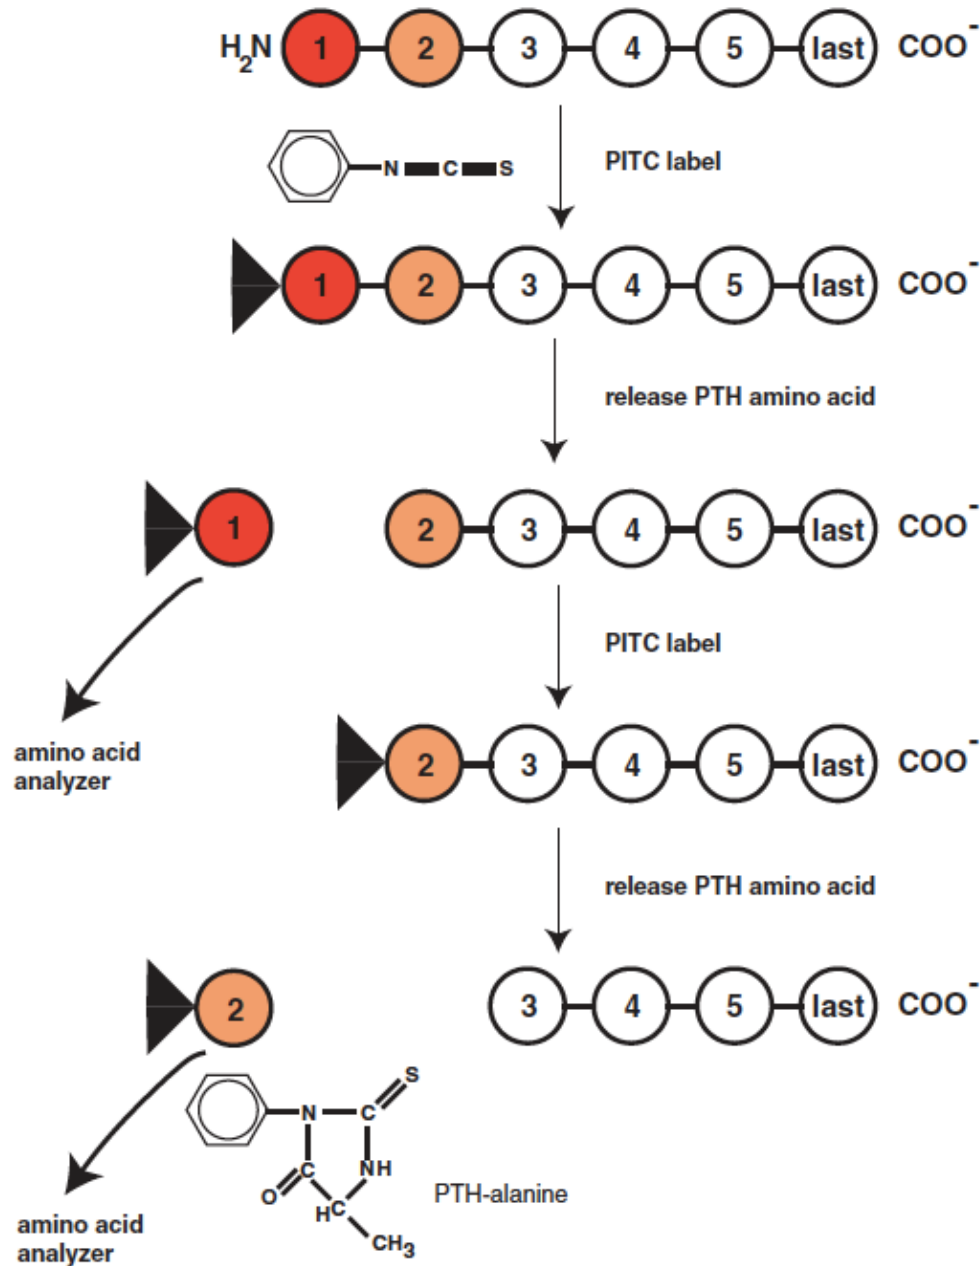 H2N 1 2 3 4 5 last COO-
N C S
PITC label
1 2 3 4 5 last COO-
release PTH amino acid
1 2 3 4 5 last COO-
PITC label
amino acid
analyzer
2 3 4 5 last COO-
release PTH amino acid
2 3 4 5 last COO-
S
N C
C NH
O HC
CH3
PTH-alanine
amino acid
analyzer